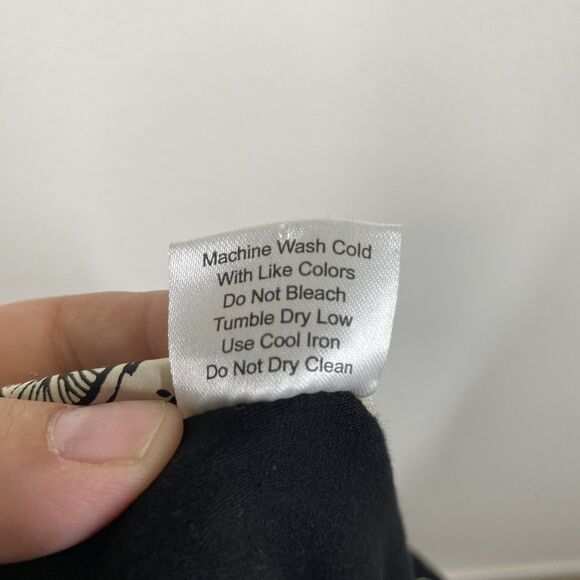 Machine Wash Cold
With Like Colors
Do Not Bleach
Tumble Dry Low
Use Cool Iron
Do Not Dry Clean